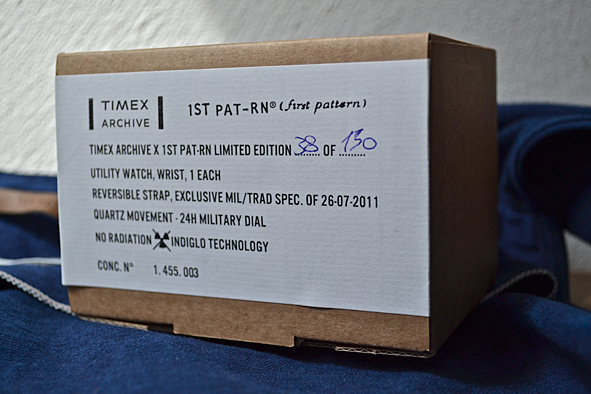 TIMEX
ARCHIVE
1ST PAT-RN® (first pattern)
TIMEX ARCHIVE X 1ST PAT-RN LIMITED EDITION 38 OF 130
UTILITY WATCH, WRIST, 1 EACH
REVERSIBLE STRAP, EXCLUSIVE MIL/TRAD SPEC. OF 26-07-2011
QUARTZ MOVEMENT - 24H MILITARY DIAL
NO RADIATION INDIGLO TECHNOLOGY
CONC. N° 1. 455. 003